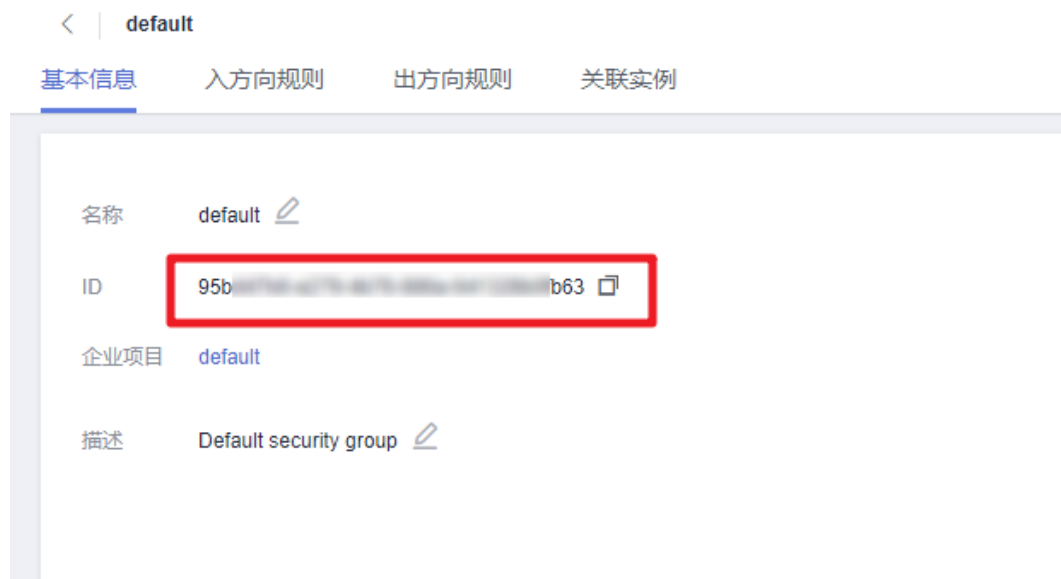 default
基本信息 入方向规则 出方向规则 关联实例
名称 default
ID 95b b63
企业项目 default
描述 Default security group